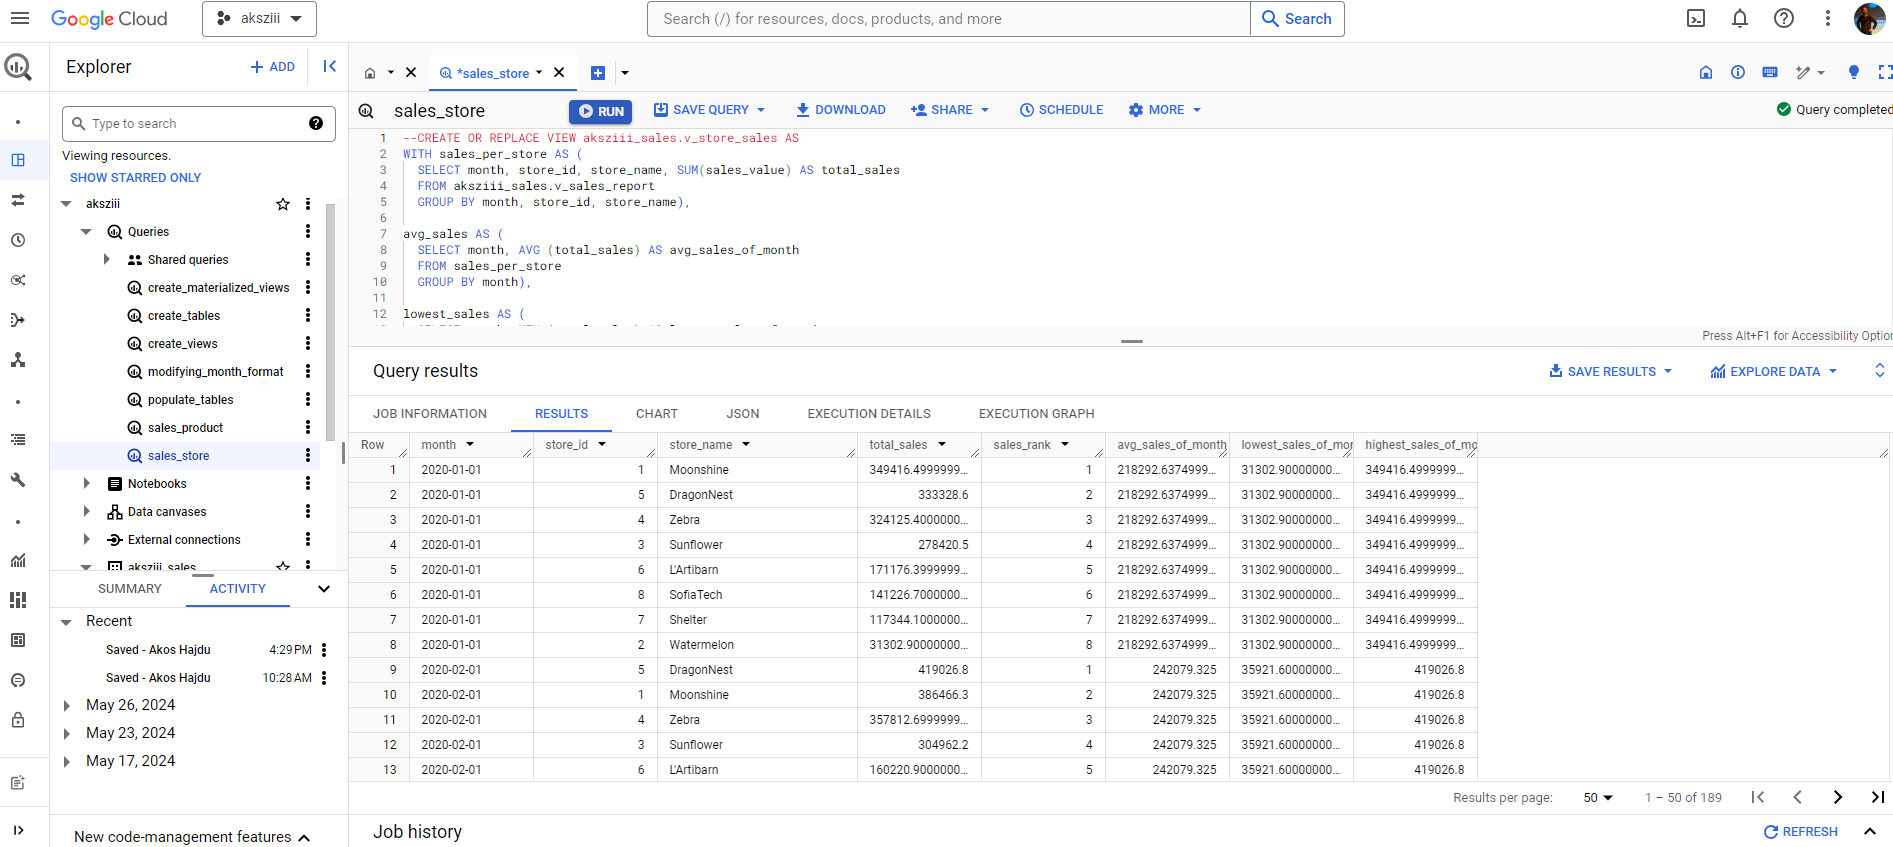 Google Cloud
aksziii
Search (/) for resources, docs, products, and more
Search
Explorer
+ ADD
*sales_store
Type to search
Viewing resources.
SHOW STARRED ONLY
aksziii
Queries
Shared queries
create_materialized_views
create_tables
create_views
modifying_month_format
populate_tables
sales_product
sales_store
Notebooks
Data canvases
External connections
aksziii_sales
SUMMARY ACTIVITY
Recent
Saved - Akos Hajdu 4:29 PM
Saved - Akos Hajdu 10:28 AM
May 26, 2024
May 23, 2024
May 17, 2024
New code-management features
sales_store
RUN SAVE QUERY DOWNLOAD SHARE SCHEDULE MORE
Query completed
1 --CREATE OR REPLACE VIEW aksziii_sales.v_store_sales AS
2 WITH sales_per_store AS (
3 SELECT month, store_id, store_name, SUM(sales_value) AS total_sales
4 FROM aksziii_sales.v_sales_report
5 GROUP BY month, store_id, store_name),
6
7 avg_sales AS (
8 SELECT month, AVG (total_sales) AS avg_sales_of_month
9 FROM sales_per_store
10 GROUP BY month),
11
12 lowest_sales AS (
Press Alt+F1 for Accessibility Option
Query results
SAVE RESULTS EXPLORE DATA
JOB INFORMATION RESULTS CHART JSON EXECUTION DETAILS EXECUTION GRAPH
Row month store_id store_name total_sales sales_rank avg_sales_of_month lowest_sales_of_mor highest_sales_of_mo
1 2020-01-01 1 Moonshine 349416.4999999... 1 218292.6374999... 31302.90000000... 349416.4999999...
2 2020-01-01 5 DragonNest 333328.6 2 218292.6374999... 31302.90000000... 349416.4999999...
3 2020-01-01 4 Zebra 324125.4000000... 3 218292.6374999... 31302.90000000... 349416.4999999...
4 2020-01-01 3 Sunflower 278420.5 4 218292.6374999... 31302.90000000... 349416.4999999...
5 2020-01-01 6 L'Artibarn 171176.3999999... 5 218292.6374999... 31302.90000000... 349416.4999999...
6 2020-01-01 8 SofiaTech 141226.7000000... 6 218292.6374999... 31302.90000000... 349416.4999999...
7 2020-01-01 7 Shelter 117344.1000000... 7 218292.6374999... 31302.90000000... 349416.4999999...
8 2020-01-01 2 Watermelon 31302.90000000... 8 218292.6374999... 31302.90000000... 349416.4999999...
9 2020-02-01 5 DragonNest 419026.8 1 242079.325 35921.60000000... 419026.8
10 2020-02-01 1 Moonshine 386466.3 2 242079.325 35921.60000000... 419026.8
11 2020-02-01 4 Zebra 357812.6999999... 3 242079.325 35921.60000000... 419026.8
12 2020-02-01 3 Sunflower 304962.2 4 242079.325 35921.60000000... 419026.8
13 2020-02-01 6 L'Artibarn 160220.9000000... 5 242079.325 35921.60000000... 419026.8
Results per page: 50 1 – 50 of 189
Job history
REFRESH